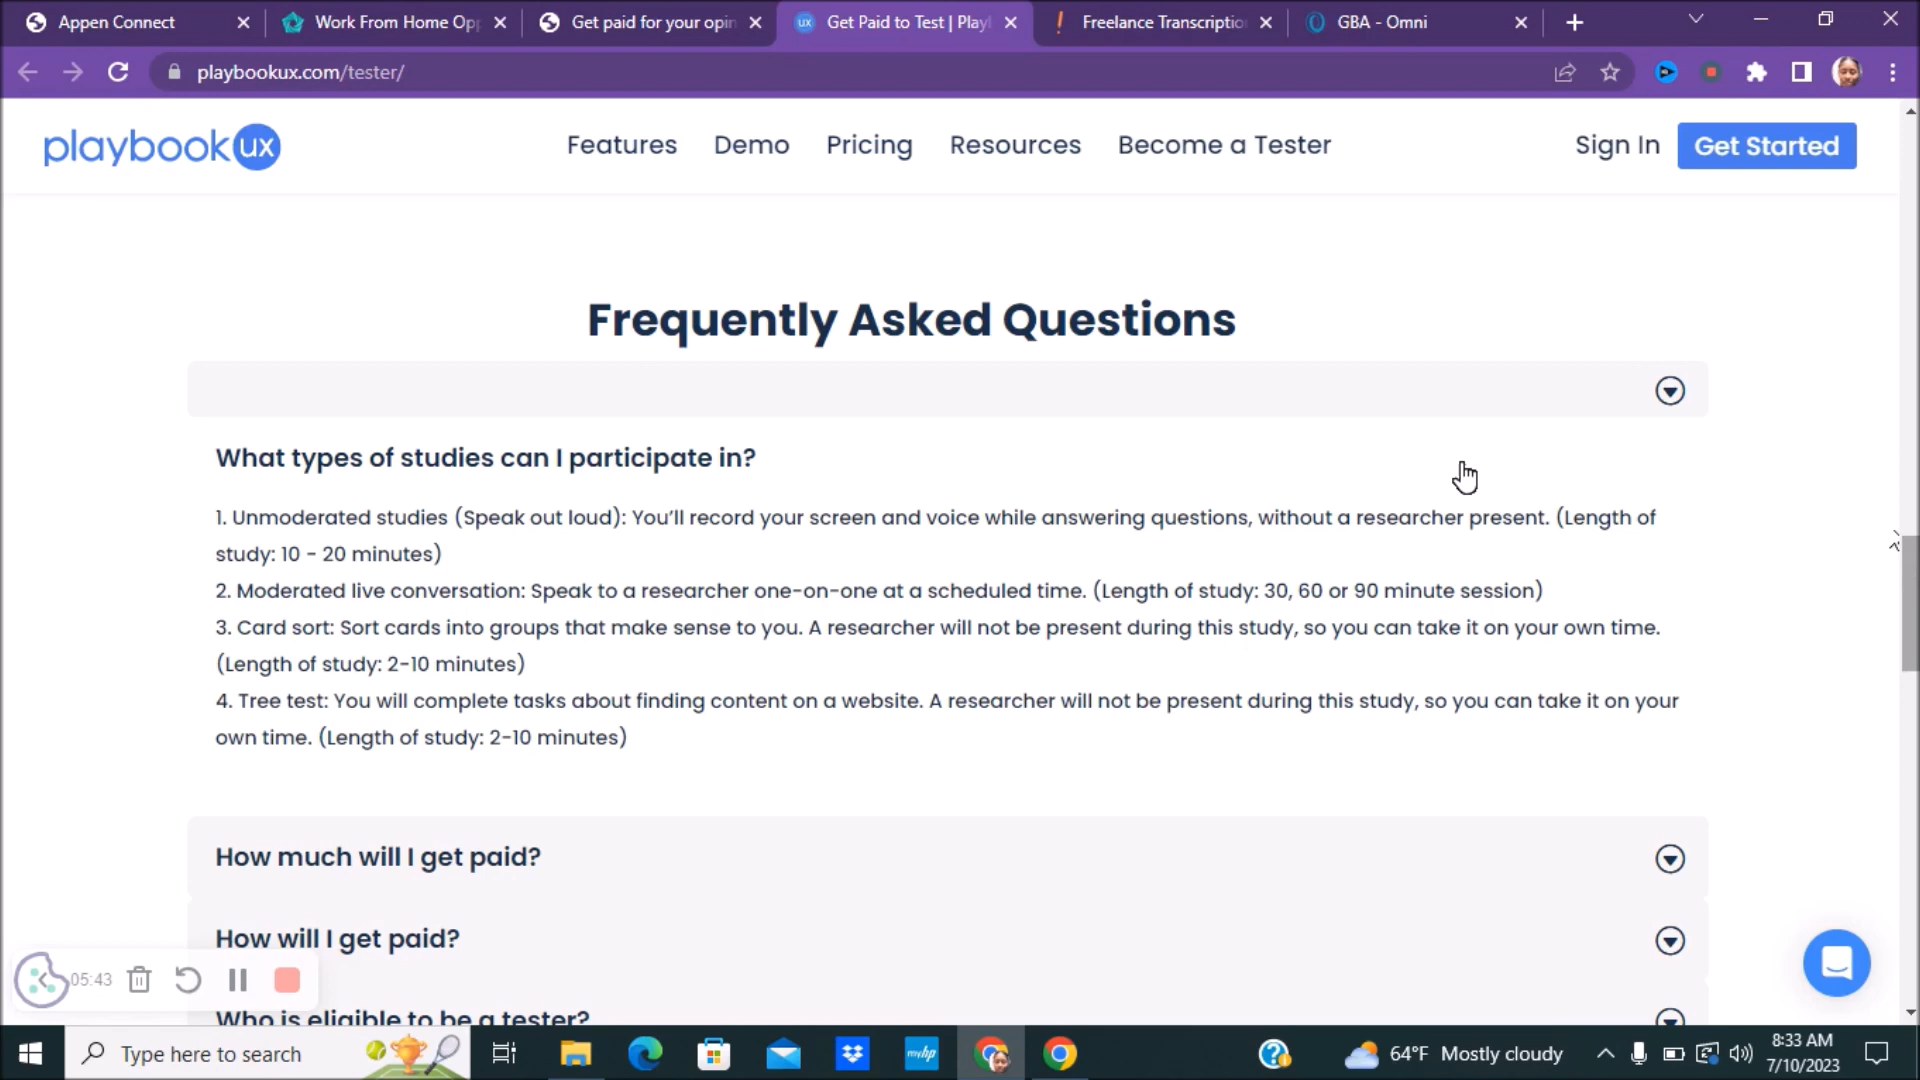 Appen Connect
Work From Home Opp
Get paid for your opin
Get Paid to Test | Playb
Freelance Transcriptio
GBA - Omni
playbookux.com/tester/
playbook ux
Features
Demo
Pricing
Resources
Become a Tester
Sign In
Get Started
Frequently Asked Questions
What types of studies can I participate in?
1. Unmoderated studies (Speak out loud): You'll record your screen and voice while answering questions, without a researcher present. (Length of
study: 10 - 20 minutes)
2. Moderated live conversation: Speak to a researcher one-on-one at a scheduled time. (Length of study: 30, 60 or 90 minute session)
3. Card sort: Sort cards into groups that make sense to you. A researcher will not be present during this study, so you can take it on your own time.
(Length of study: 2-10 minutes)
4. Tree test: You will complete tasks about finding content on a website. A researcher will not be present during this study, so you can take it on your
own time. (Length of study: 2-10 minutes)
How much will I get paid?
How will I get paid?
05:43
Who is eligible to be a tester?
Type here to search
myhp
64°F Mostly cloudy
8:33 AM
7/10/2023